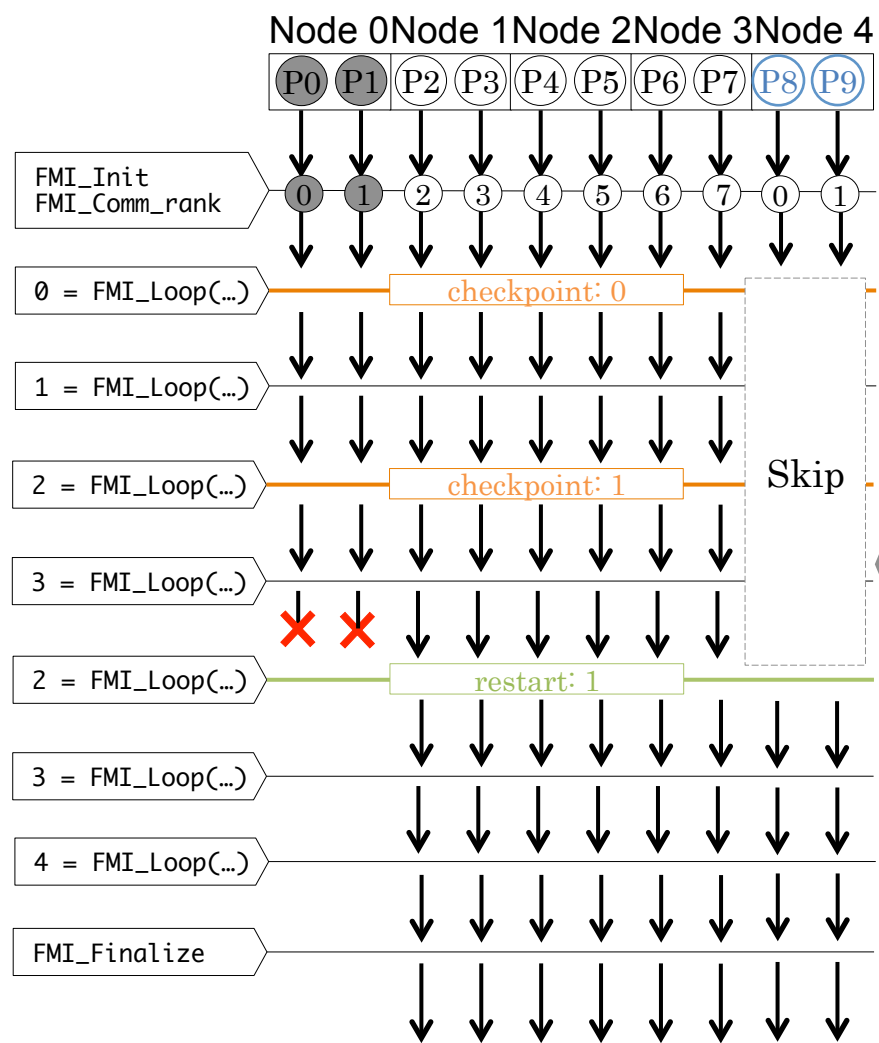 Node 0 Node 1 Node 2 Node 3 Node 4
P0 P1 P2 P3 P4 P5 P6 P7 P8 P9
FMI_Init
FMI_Comm_rank
0 1 2 3 4 5 6 7 0 1
0 = FMI_Loop(…)
checkpoint: 0
1 = FMI_Loop(…)
2 = FMI_Loop(…)
checkpoint: 1
Skip
3 = FMI_Loop(…)
2 = FMI_Loop(…)
restart: 1
3 = FMI_Loop(…)
4 = FMI_Loop(…)
FMI_Finalize